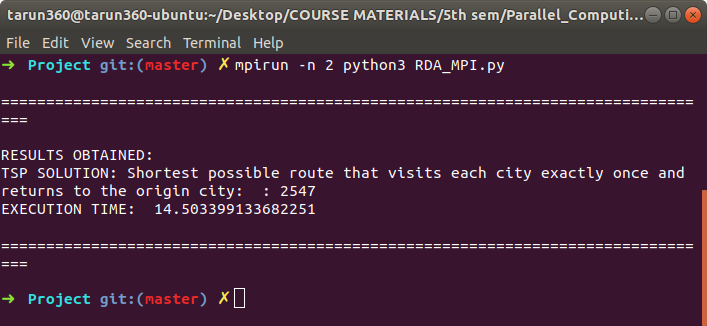 tarun360@tarun360-ubuntu:~/Desktop/COURSE MATERIALS/5th sem/Parallel_Computi...
File Edit View Search Terminal Help
➜ Project git:(master) ✗ mpirun -n 2 python3 RDA_MPI.py
=============================================================================
===
RESULTS OBTAINED:
TSP SOLUTION: Shortest possible route that visits each city exactly once and
returns to the origin city:  : 2547
EXECUTION TIME:  14.503399133682251
=============================================================================
===
➜ Project git:(master) ✗